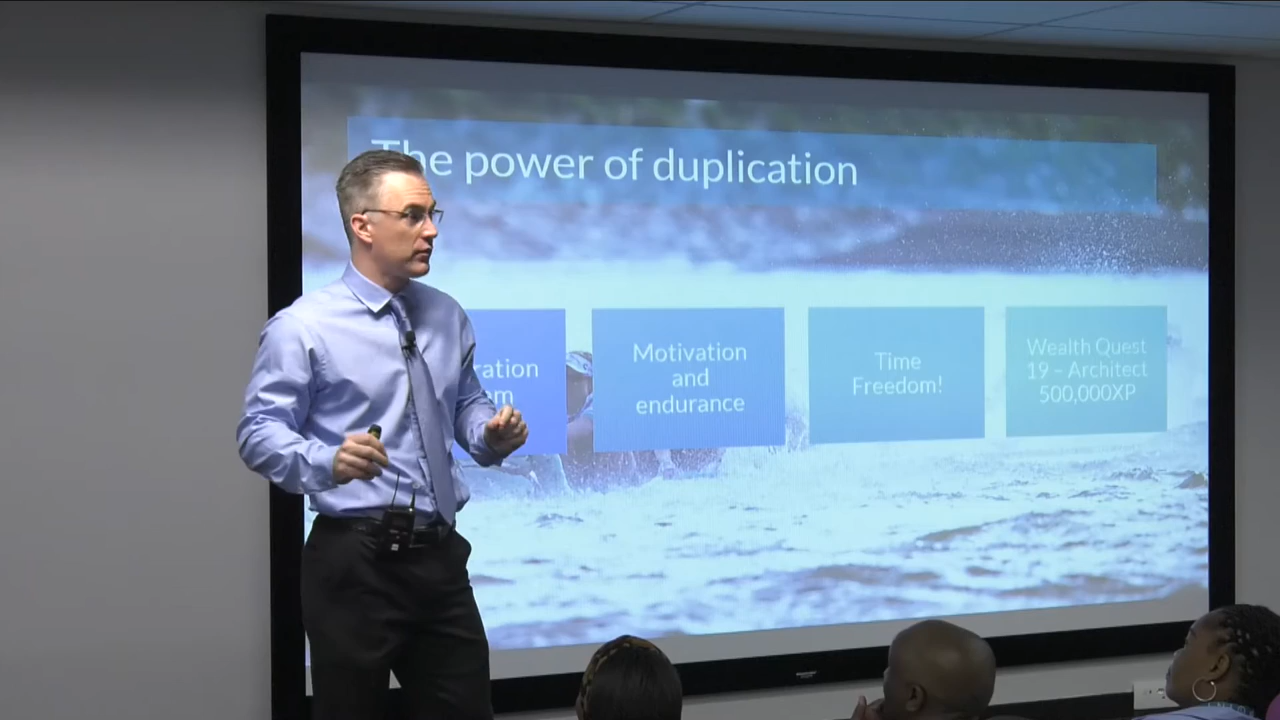 The power of duplication
Motivation
and
endurance
Time
Freedom!
Wealth Quest
19 – Architect
500,000XP